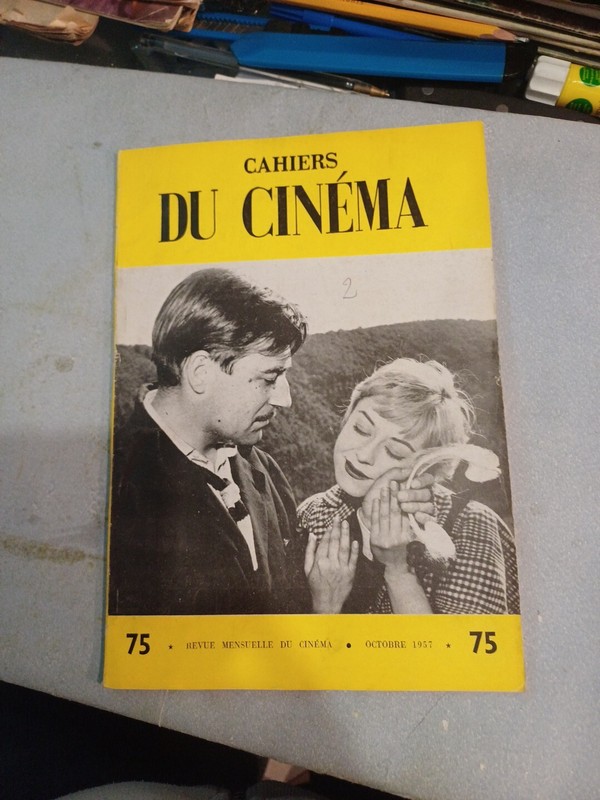 CAHIERS
DU CINÉMA
2
75 ★ REVUE MENSUELLE DU CINÉMA ● OCTOBRE 1957 ★ 75